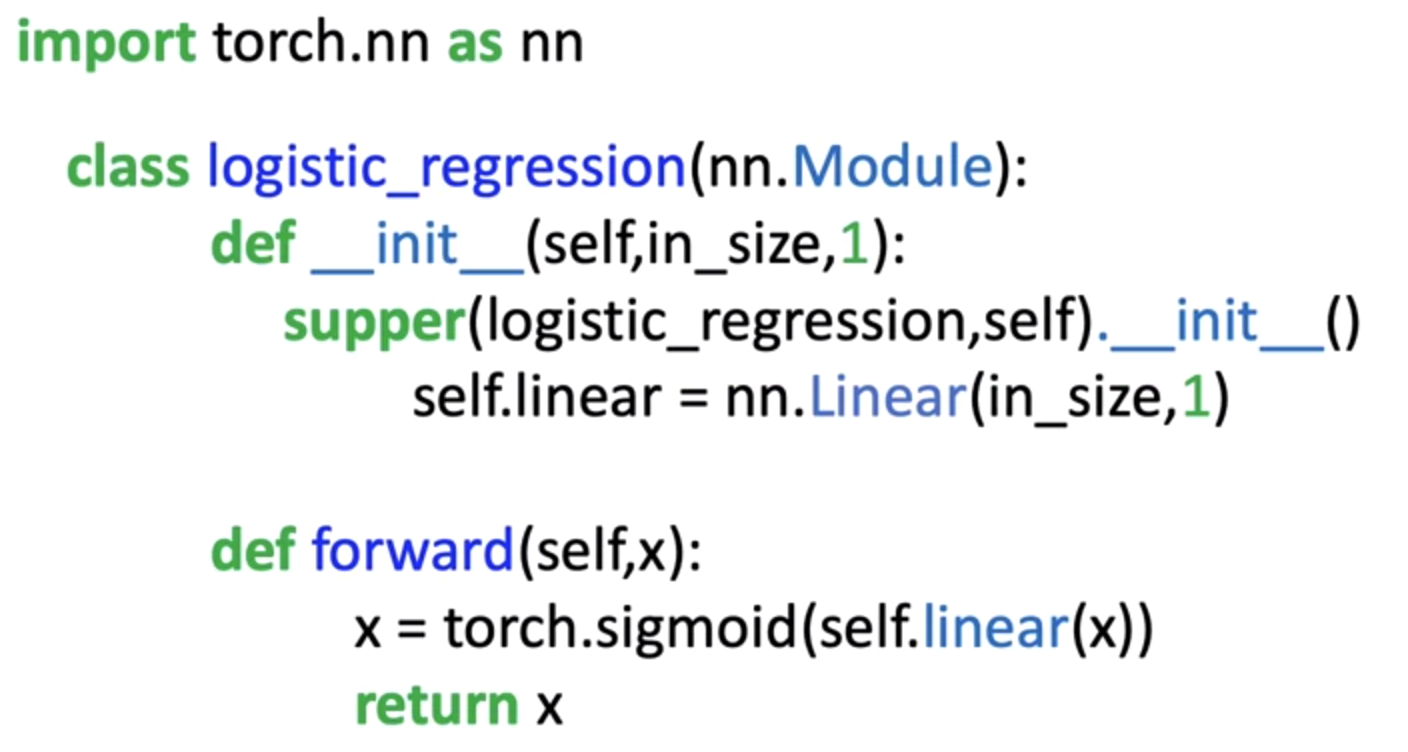 import torch.nn as nn
class logistic_regression(nn.Module):
def __init__(self,in_size,1):
supper(logistic_regression,self).__init__()
self.linear = nn.Linear(in_size,1)
def forward(self,x):
x = torch.sigmoid(self.linear(x))
return x